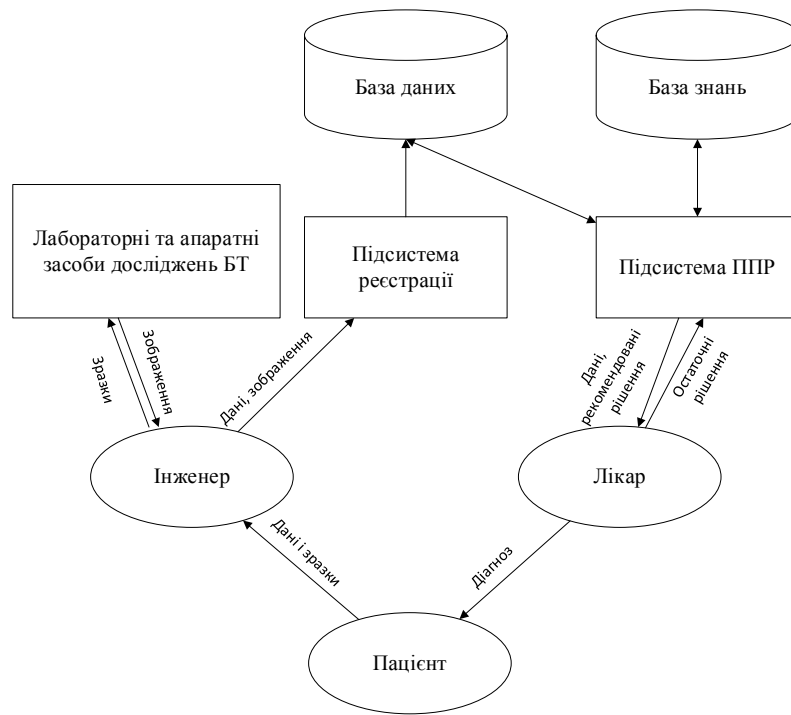 База даних
База знань
Лабораторні та апаратні
засоби досліджень БТ
Підсистема
реєстрації
Підсистема ППР
Зразки
Зображення
Дані, зображення
Дані,
рекомендовані
рішення
Остаточні
рішення
Інженер
Лікар
Дані і зразки
Діагноз
Пацієнт